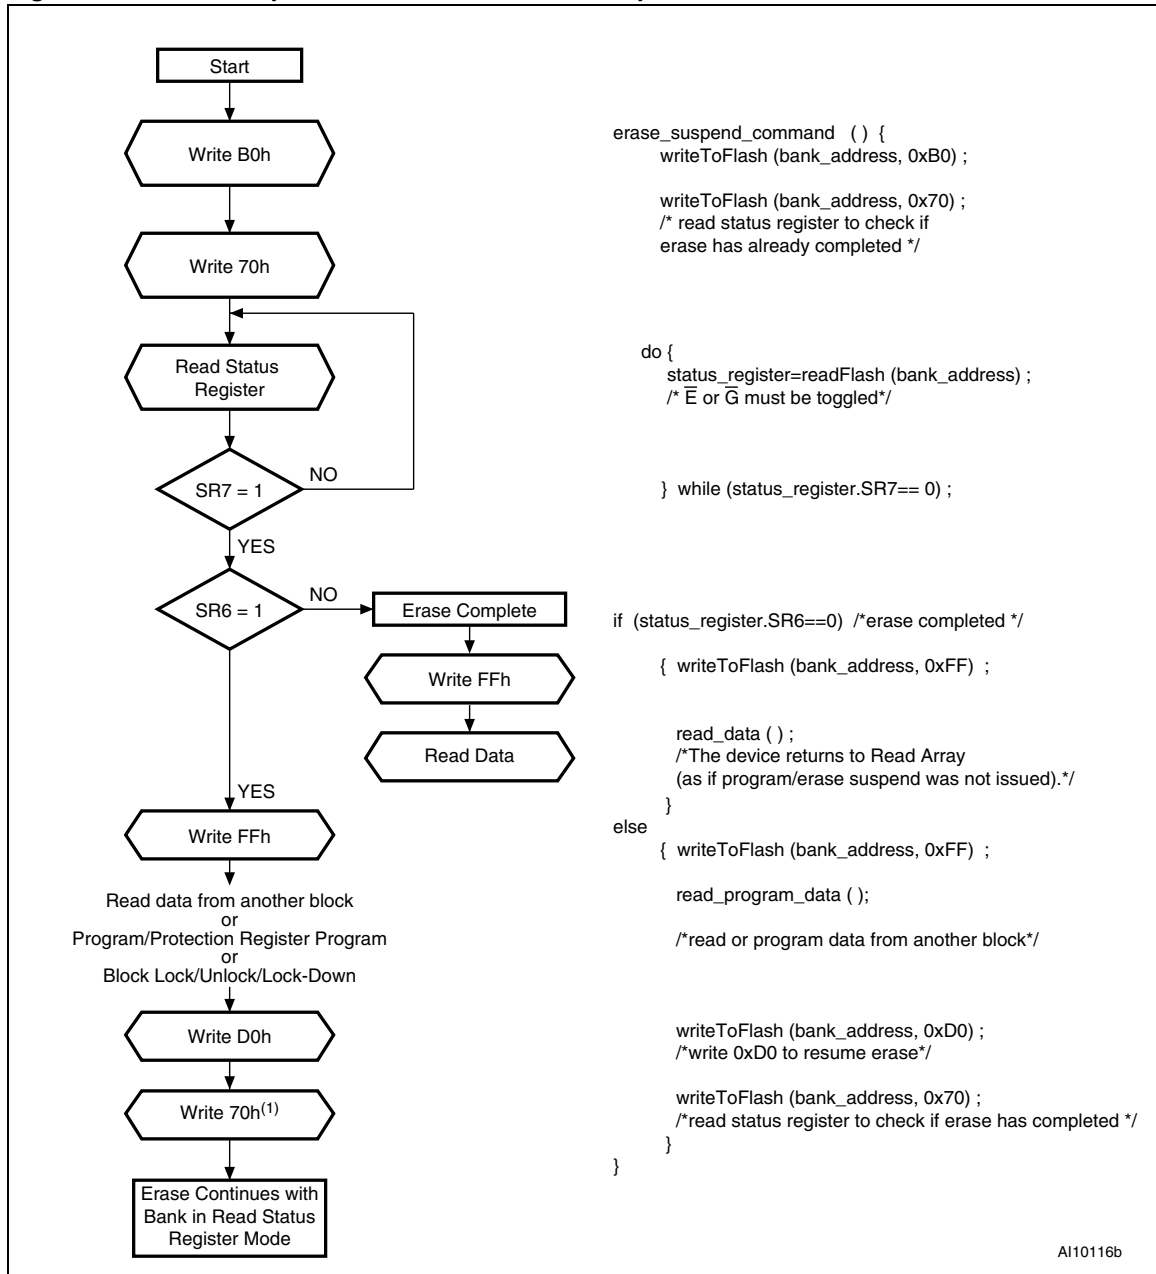 Start
Write B0h
Write 70h
Read Status
Register
SR7 = 1
NO
YES
SR6 = 1
NO
Erase Complete
Write FFh
Read Data
YES
Write FFh
Read data from another block
or
Program/Protection Register Program
or
Block Lock/Unlock/Lock-Down
Write D0h
Write 70h(1)
Erase Continues with
Bank in Read Status
Register Mode
erase_suspend_command ( ) {
writeToFlash (bank_address, 0xB0) ;
writeToFlash (bank_address, 0x70) ;
/* read status register to check if
erase has already completed */
do {
status_register=readFlash (bank_address) ;
/* E̅ or G̅ must be toggled*/
} while (status_register.SR7== 0) ;
if (status_register.SR6==0) /*erase completed */
{ writeToFlash (bank_address, 0xFF) ;
read_data ( ) ;
/*The device returns to Read Array
(as if program/erase suspend was not issued).*/
}
else
{ writeToFlash (bank_address, 0xFF) ;
read_program_data ( );
/*read or program data from another block*/
writeToFlash (bank_address, 0xD0) ;
/*write 0xD0 to resume erase*/
writeToFlash (bank_address, 0x70) ;
/*read status register to check if erase has completed */
}
}
AI10116b